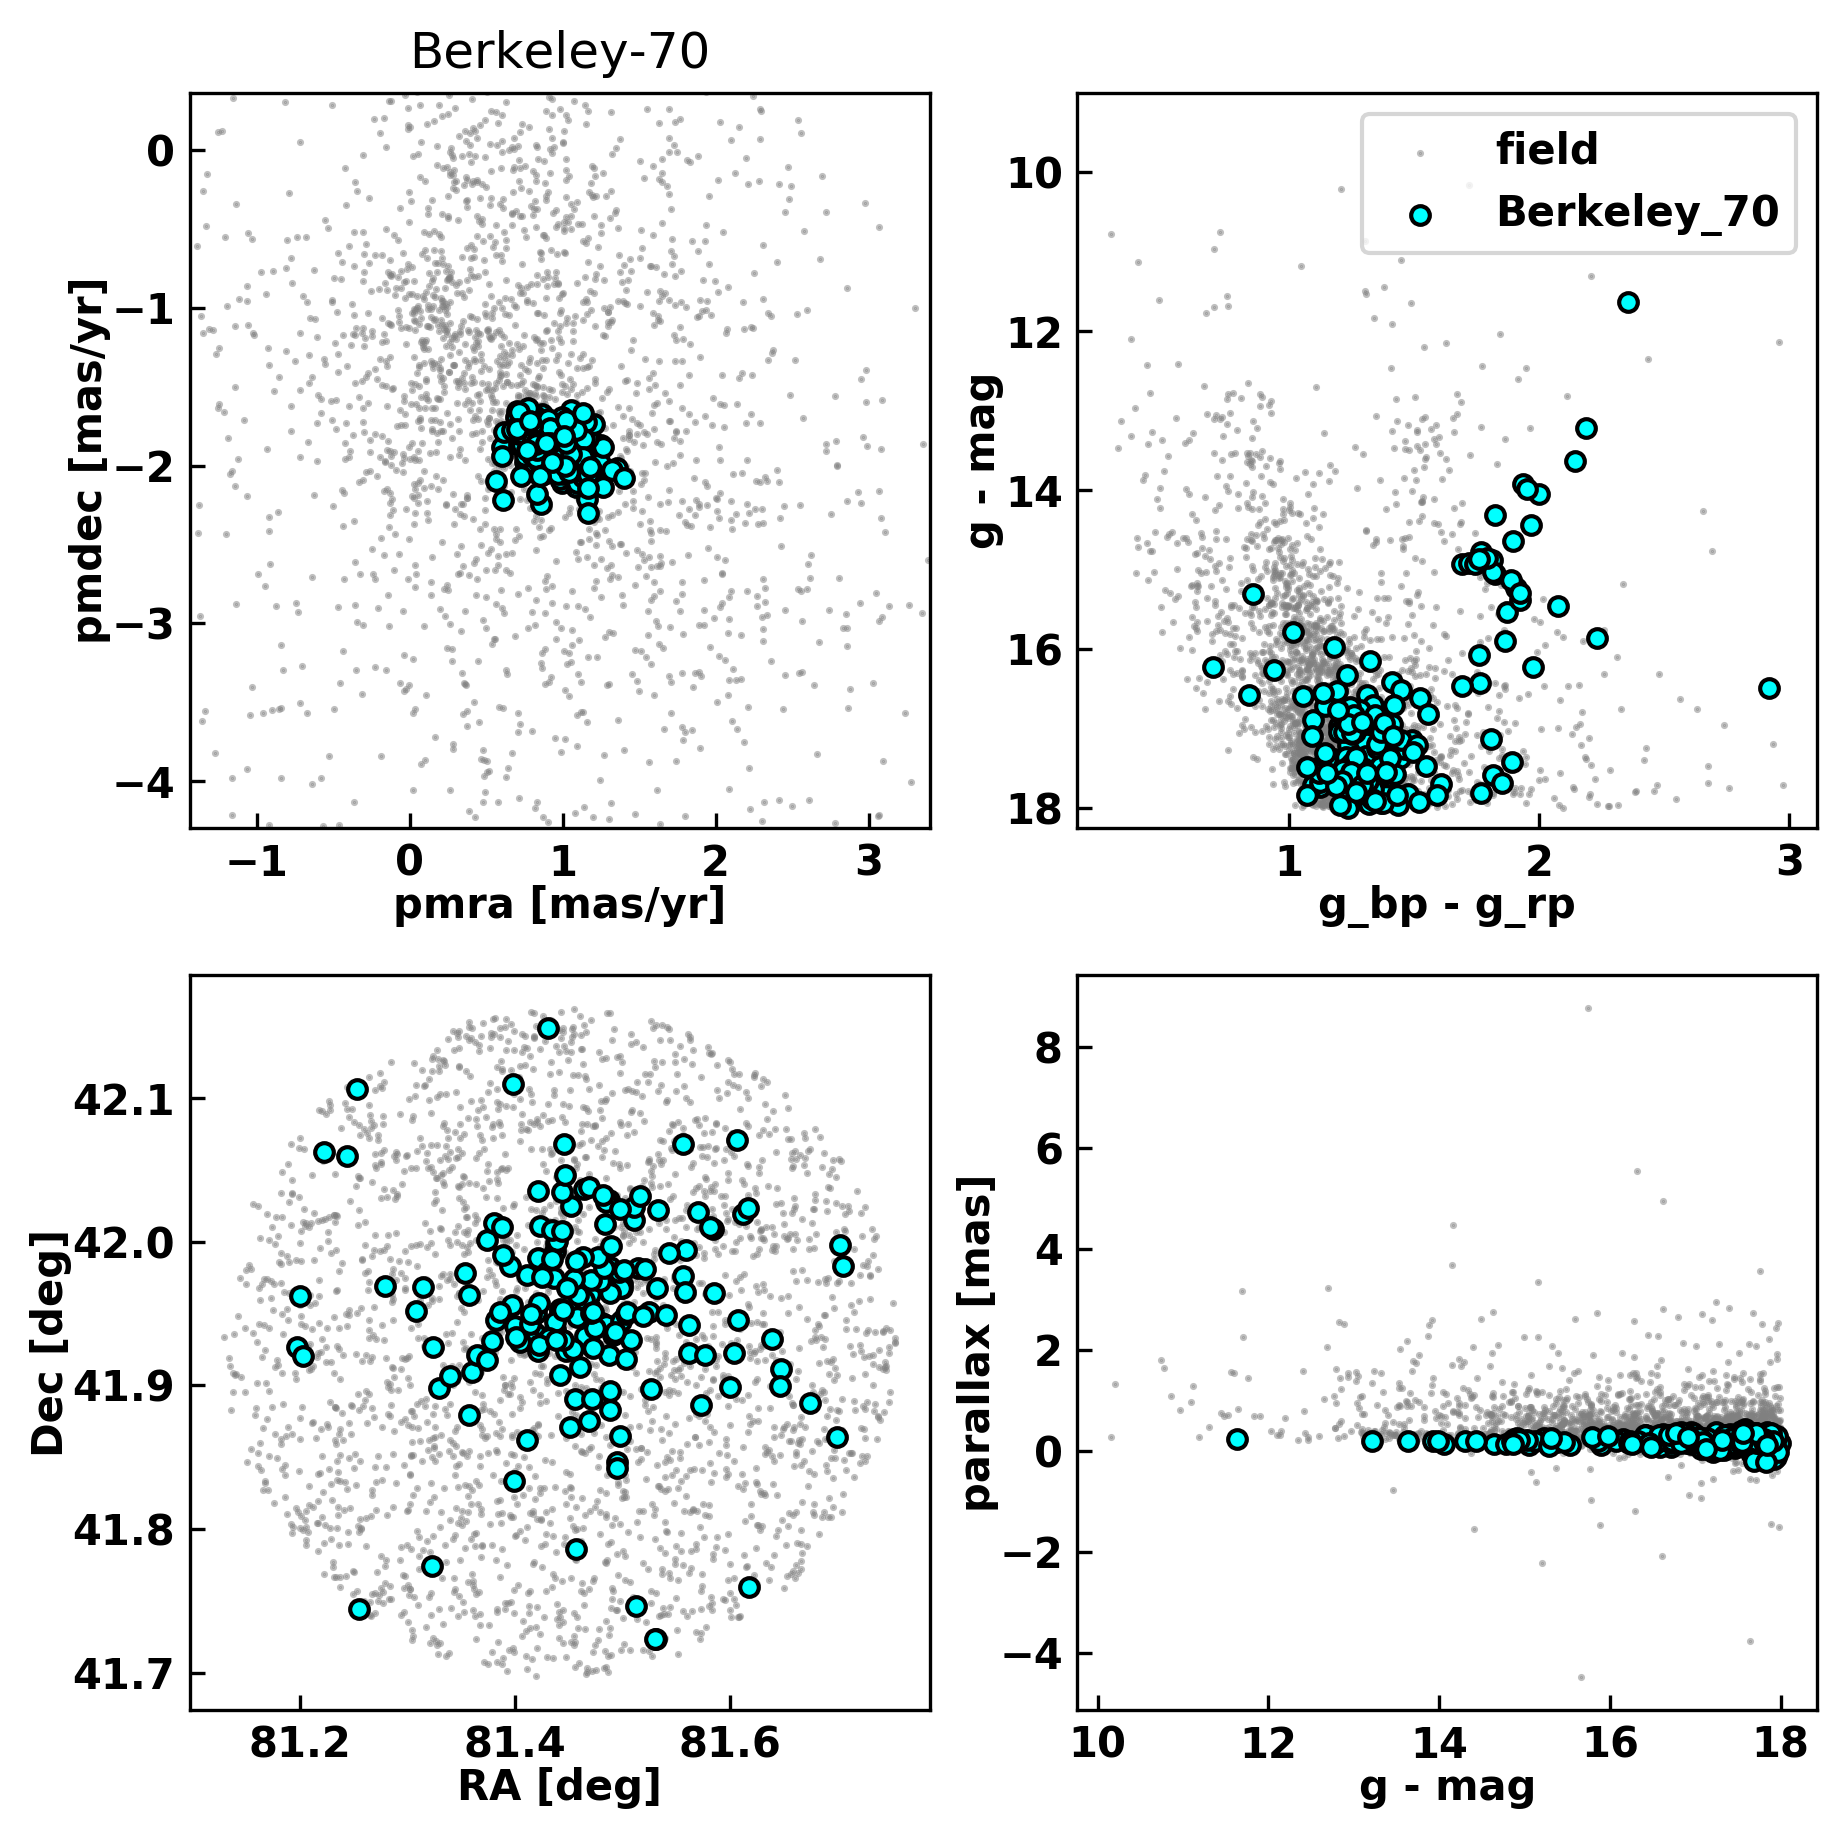 Berkeley-70
0
−1
−2
−3
−4
pmdec [mas/yr]
−1 0 1 2 3
pmra [mas/yr]
field
Berkeley_70
10
12
14
16
18
g - mag
1 2 3
g_bp - g_rp
42.1
42.0
41.9
41.8
41.7
Dec [deg]
81.2 81.4 81.6
RA [deg]
8
6
4
2
0
−2
−4
parallax [mas]
10 12 14 16 18
g - mag